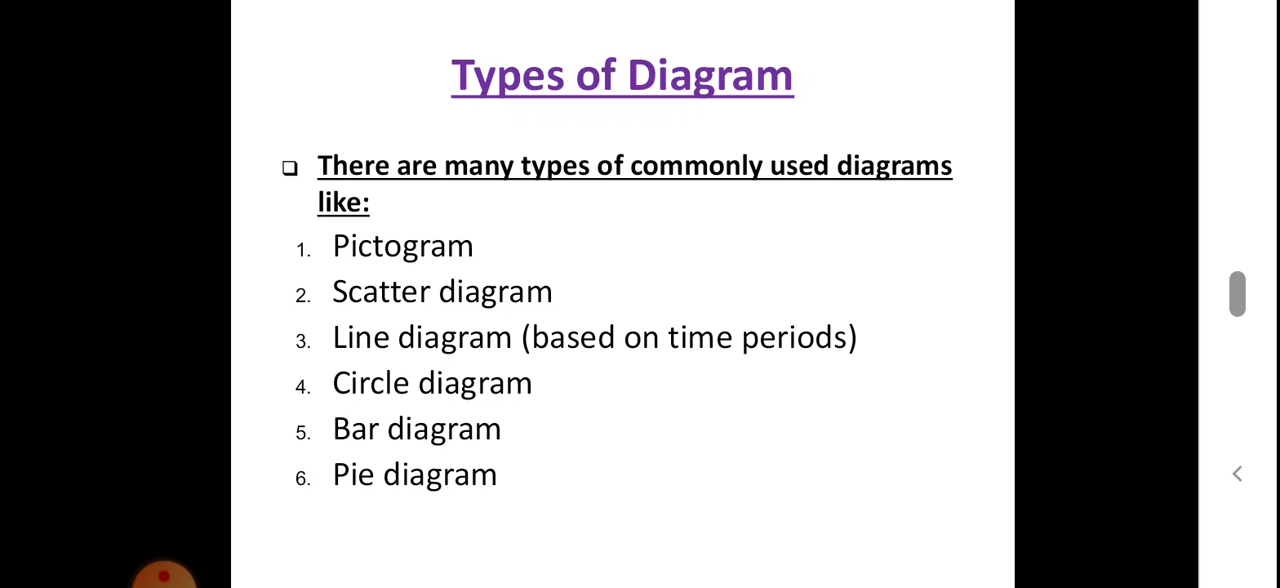 Types of Diagram
❑ There are many types of commonly used diagrams
like:
1. Pictogram
2. Scatter diagram
3. Line diagram (based on time periods)
4. Circle diagram
5. Bar diagram
6. Pie diagram